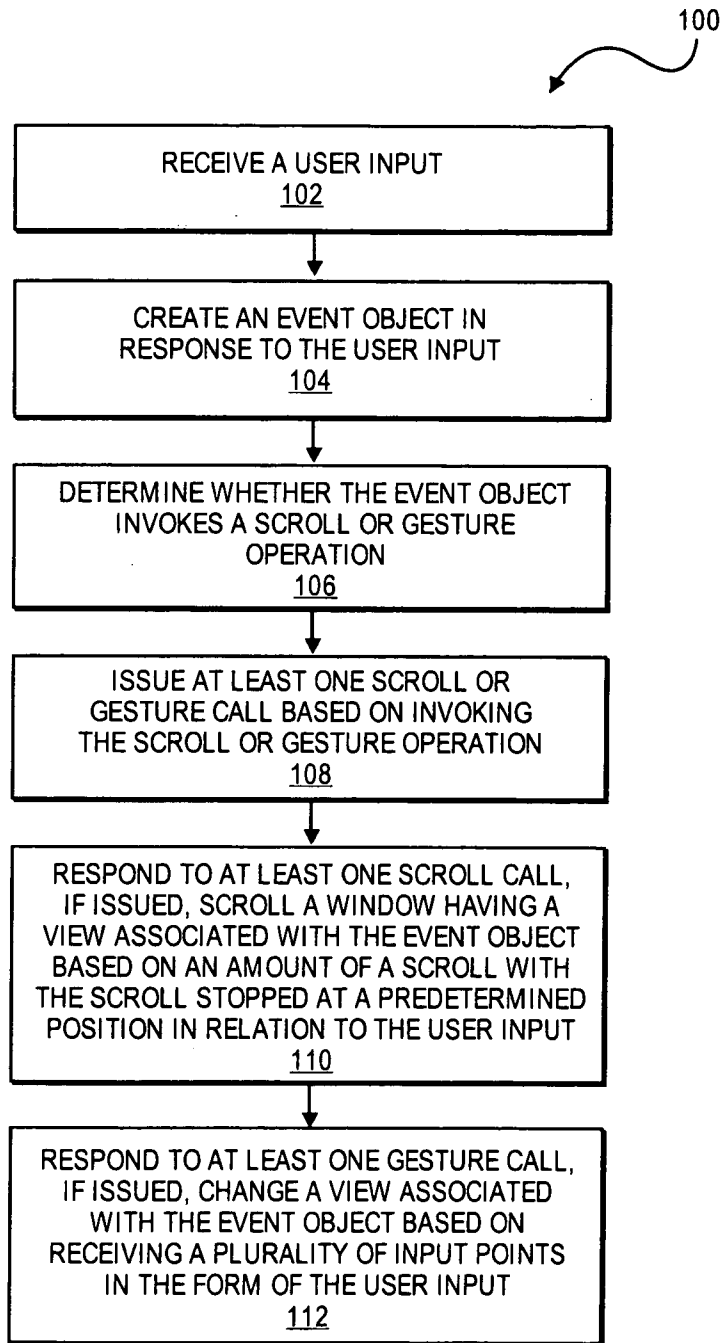 100
RECEIVE A USER INPUT
102
CREATE AN EVENT OBJECT IN
RESPONSE TO THE USER INPUT
104
DETERMINE WHETHER THE EVENT OBJECT
INVOKES A SCROLL OR GESTURE
OPERATION
106
ISSUE AT LEAST ONE SCROLL OR
GESTURE CALL BASED ON INVOKING
THE SCROLL OR GESTURE OPERATION
108
RESPOND TO AT LEAST ONE SCROLL CALL,
IF ISSUED, SCROLL A WINDOW HAVING A
VIEW ASSOCIATED WITH THE EVENT OBJECT
BASED ON AN AMOUNT OF A SCROLL WITH
THE SCROLL STOPPED AT A PREDETERMINED
POSITION IN RELATION TO THE USER INPUT
110
RESPOND TO AT LEAST ONE GESTURE CALL,
IF ISSUED, CHANGE A VIEW ASSOCIATED
WITH THE EVENT OBJECT BASED ON
RECEIVING A PLURALITY OF INPUT POINTS
IN THE FORM OF THE USER INPUT
112